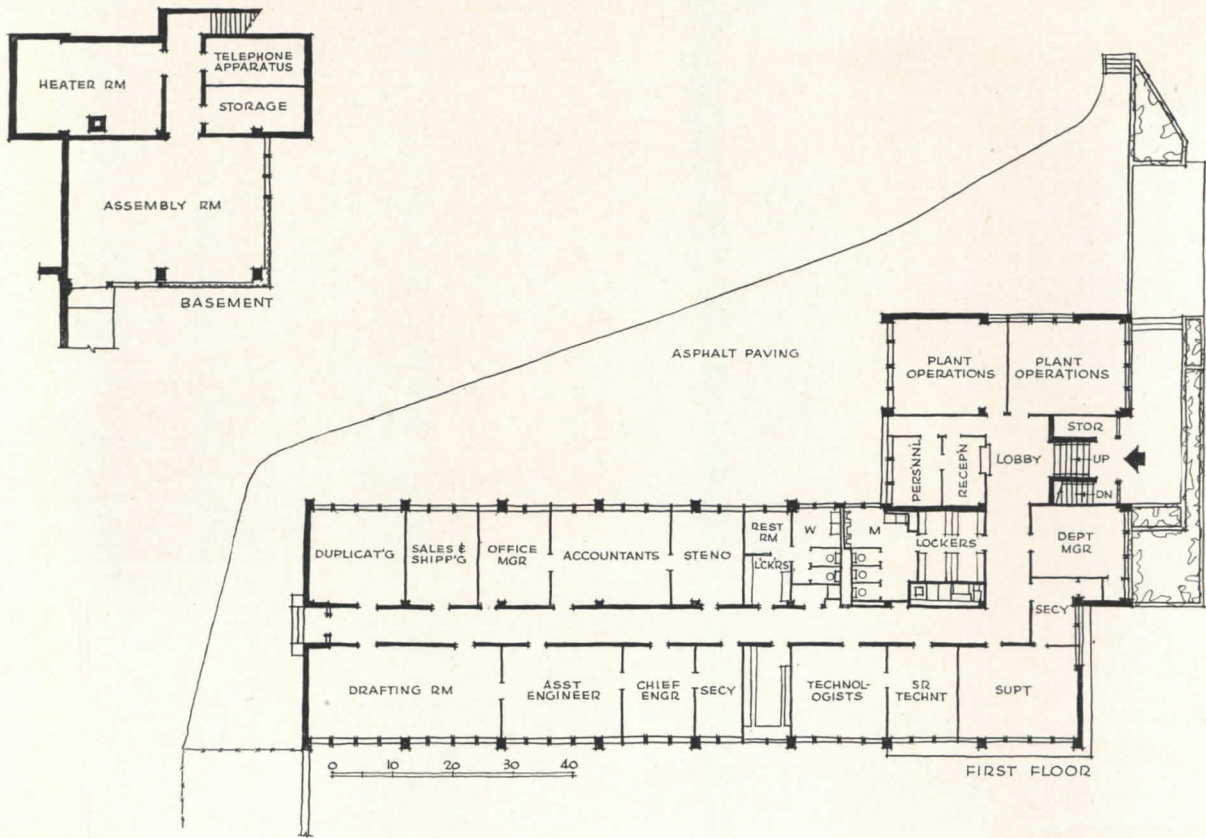 TELEPHONE
APPARATUS
HEATER RM
STORAGE
ASSEMBLY RM
BASEMENT
ASPHALT PAVING
PLANT
OPERATIONS
PLANT
OPERATIONS
STOR
PERSNNL
RECEP'N
LOBBY
UP
DN
DUPLICAT'G
SALES &
SHIPP'G
OFFICE
MGR
ACCOUNTANTS
STENO
REST
RM
LCKRS
W
M
LOCKERS
DEPT
MGR
SECY
DRAFTING RM
ASST
ENGINEER
CHIEF
ENGR
SECY
TECHNOL-
OGISTS
SR
TECHNT
SUPT
0 10 20 30 40
FIRST FLOOR